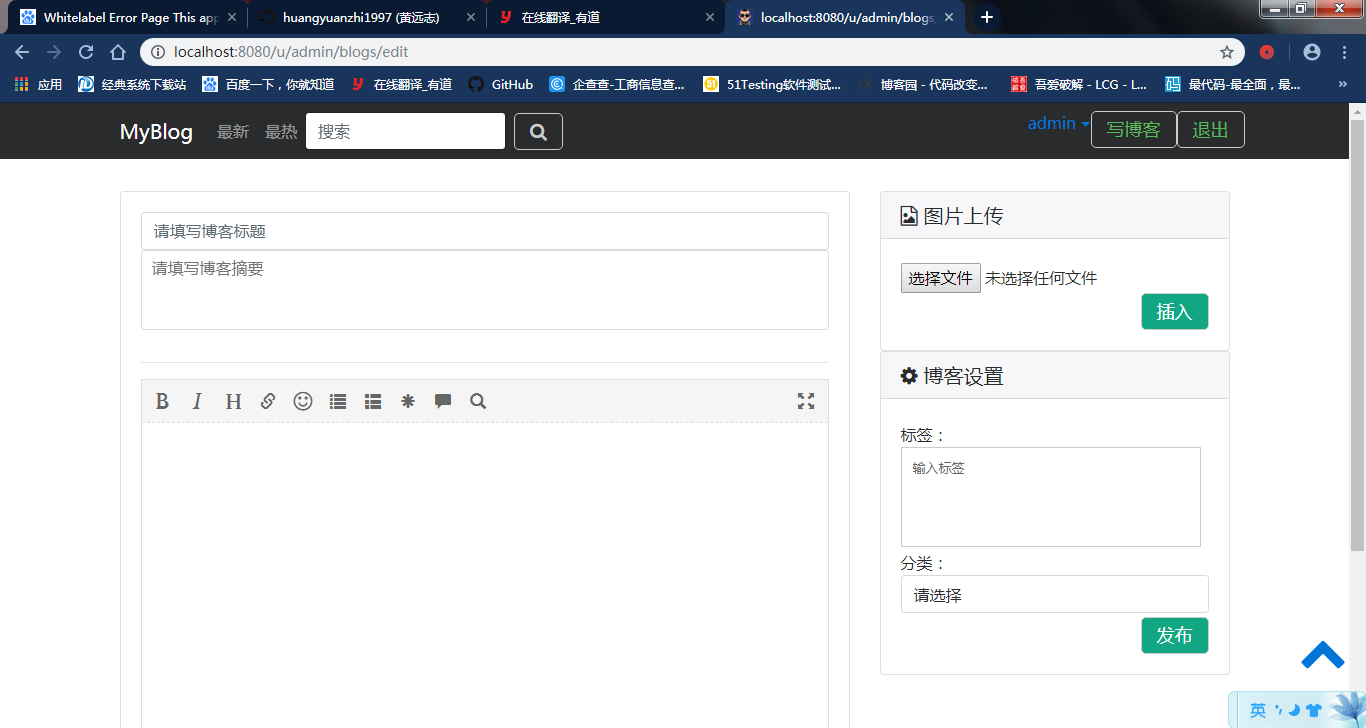 Whitelabel Error Page This app
huangyuanzhi1997 (黄远志)
在线翻译_有道
localhost:8080/u/admin/blogs
localhost:8080/u/admin/blogs/edit
应用
经典系统下载站
百度一下，你就知道
在线翻译_有道
GitHub
企查查-工商信息查...
51Testing软件测试...
博客园 - 代码改变...
吾爱破解 - LCG - L...
最代码-最全面，最...
»
MyBlog
最新
最热
搜索
admin
写博客
退出
请填写博客标题
请填写博客摘要
B I H
图片上传
选择文件 未选择任何文件
插入
博客设置
标签：
输入标签
分类：
请选择
发布
英